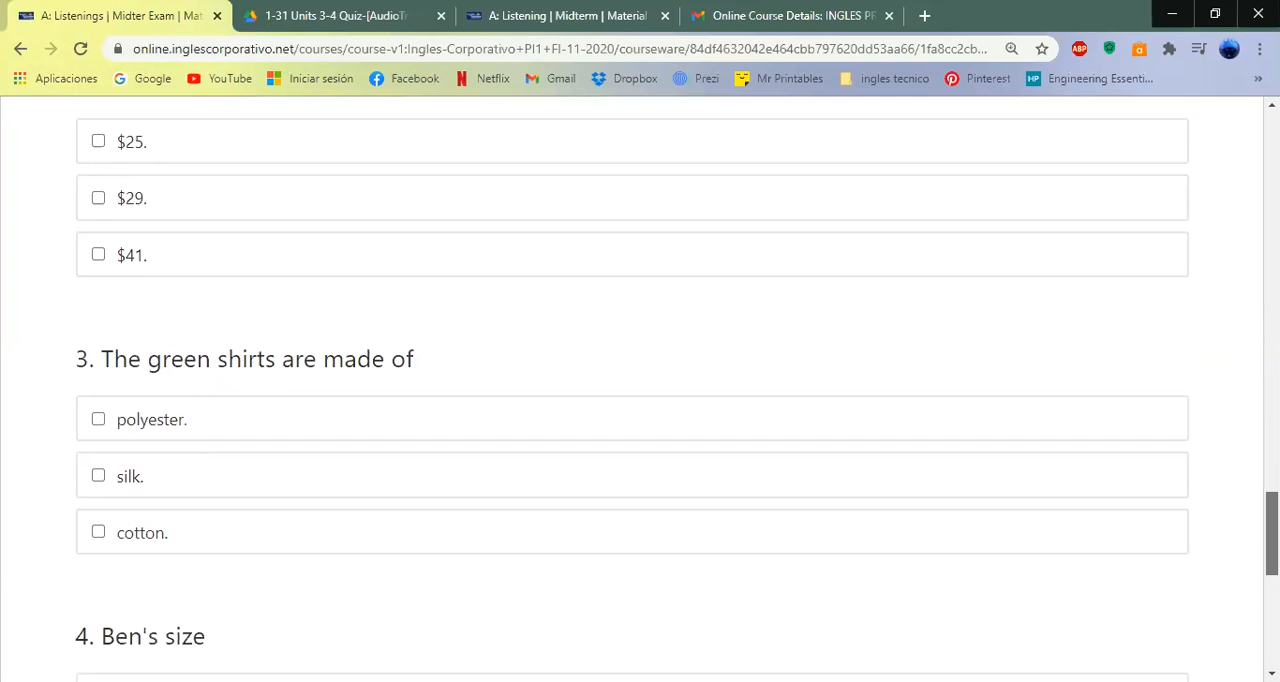 A: Listenings | Midter Exam | Mat
1-31 Units 3-4 Quiz-[AudioTr
A: Listening | Midterm | Material
Online Course Details: INGLES PR
online.inglescorporativo.net/courses/course-v1:Ingles-Corporativo+PI1+FI-11-2020/courseware/84df4632042e464cbb797620dd53aa66/1fa8cc2cb...
ABP
Aplicaciones
Google
YouTube
Iniciar sesión
Facebook
Netflix
Gmail
Dropbox
Prezi
Mr Printables
ingles tecnico
Pinterest
HP
Engineering Essenti...
»
$25.
$29.
$41.
3. The green shirts are made of
polyester.
silk.
cotton.
4. Ben's size